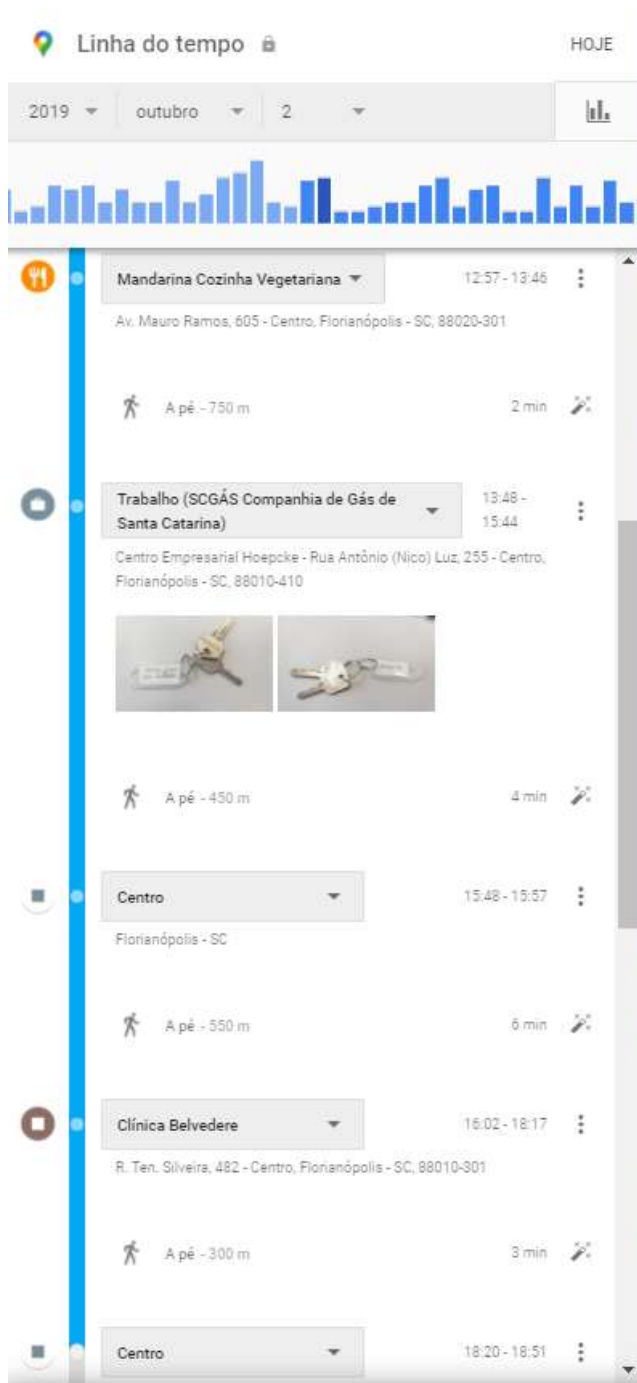 Linha do tempo
HOJE
2019
outubro
2
Mandarina Cozinha Vegetariana
12:57 - 13:46
Av. Mauro Ramos, 605 - Centro, Florianópolis - SC, 88020-301
A pé - 750 m
2 min
Trabalho (SCGÁS Companhia de Gás de
Santa Catarina)
13:48 -
15:44
Centro Empresarial Hoepcke - Rua Antônio (Nico) Luz, 255 - Centro,
Florianópolis - SC, 88010-410
A pé - 450 m
4 min
Centro
15:48 - 15:57
Florianópolis - SC
A pé - 550 m
6 min
Clínica Belvedere
16:02 - 18:17
R. Ten. Silveira, 482 - Centro, Florianópolis - SC, 88010-301
A pé - 300 m
3 min
Centro
18:20 - 18:51